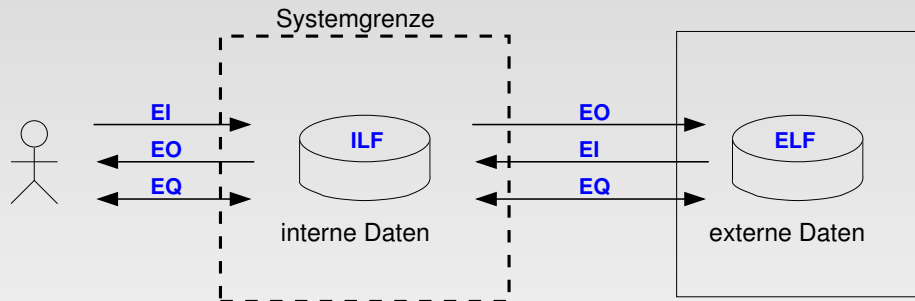 Systemgrenze
EI
EO
EQ
ILF
interne Daten
EO
EI
EQ
ELF
externe Daten